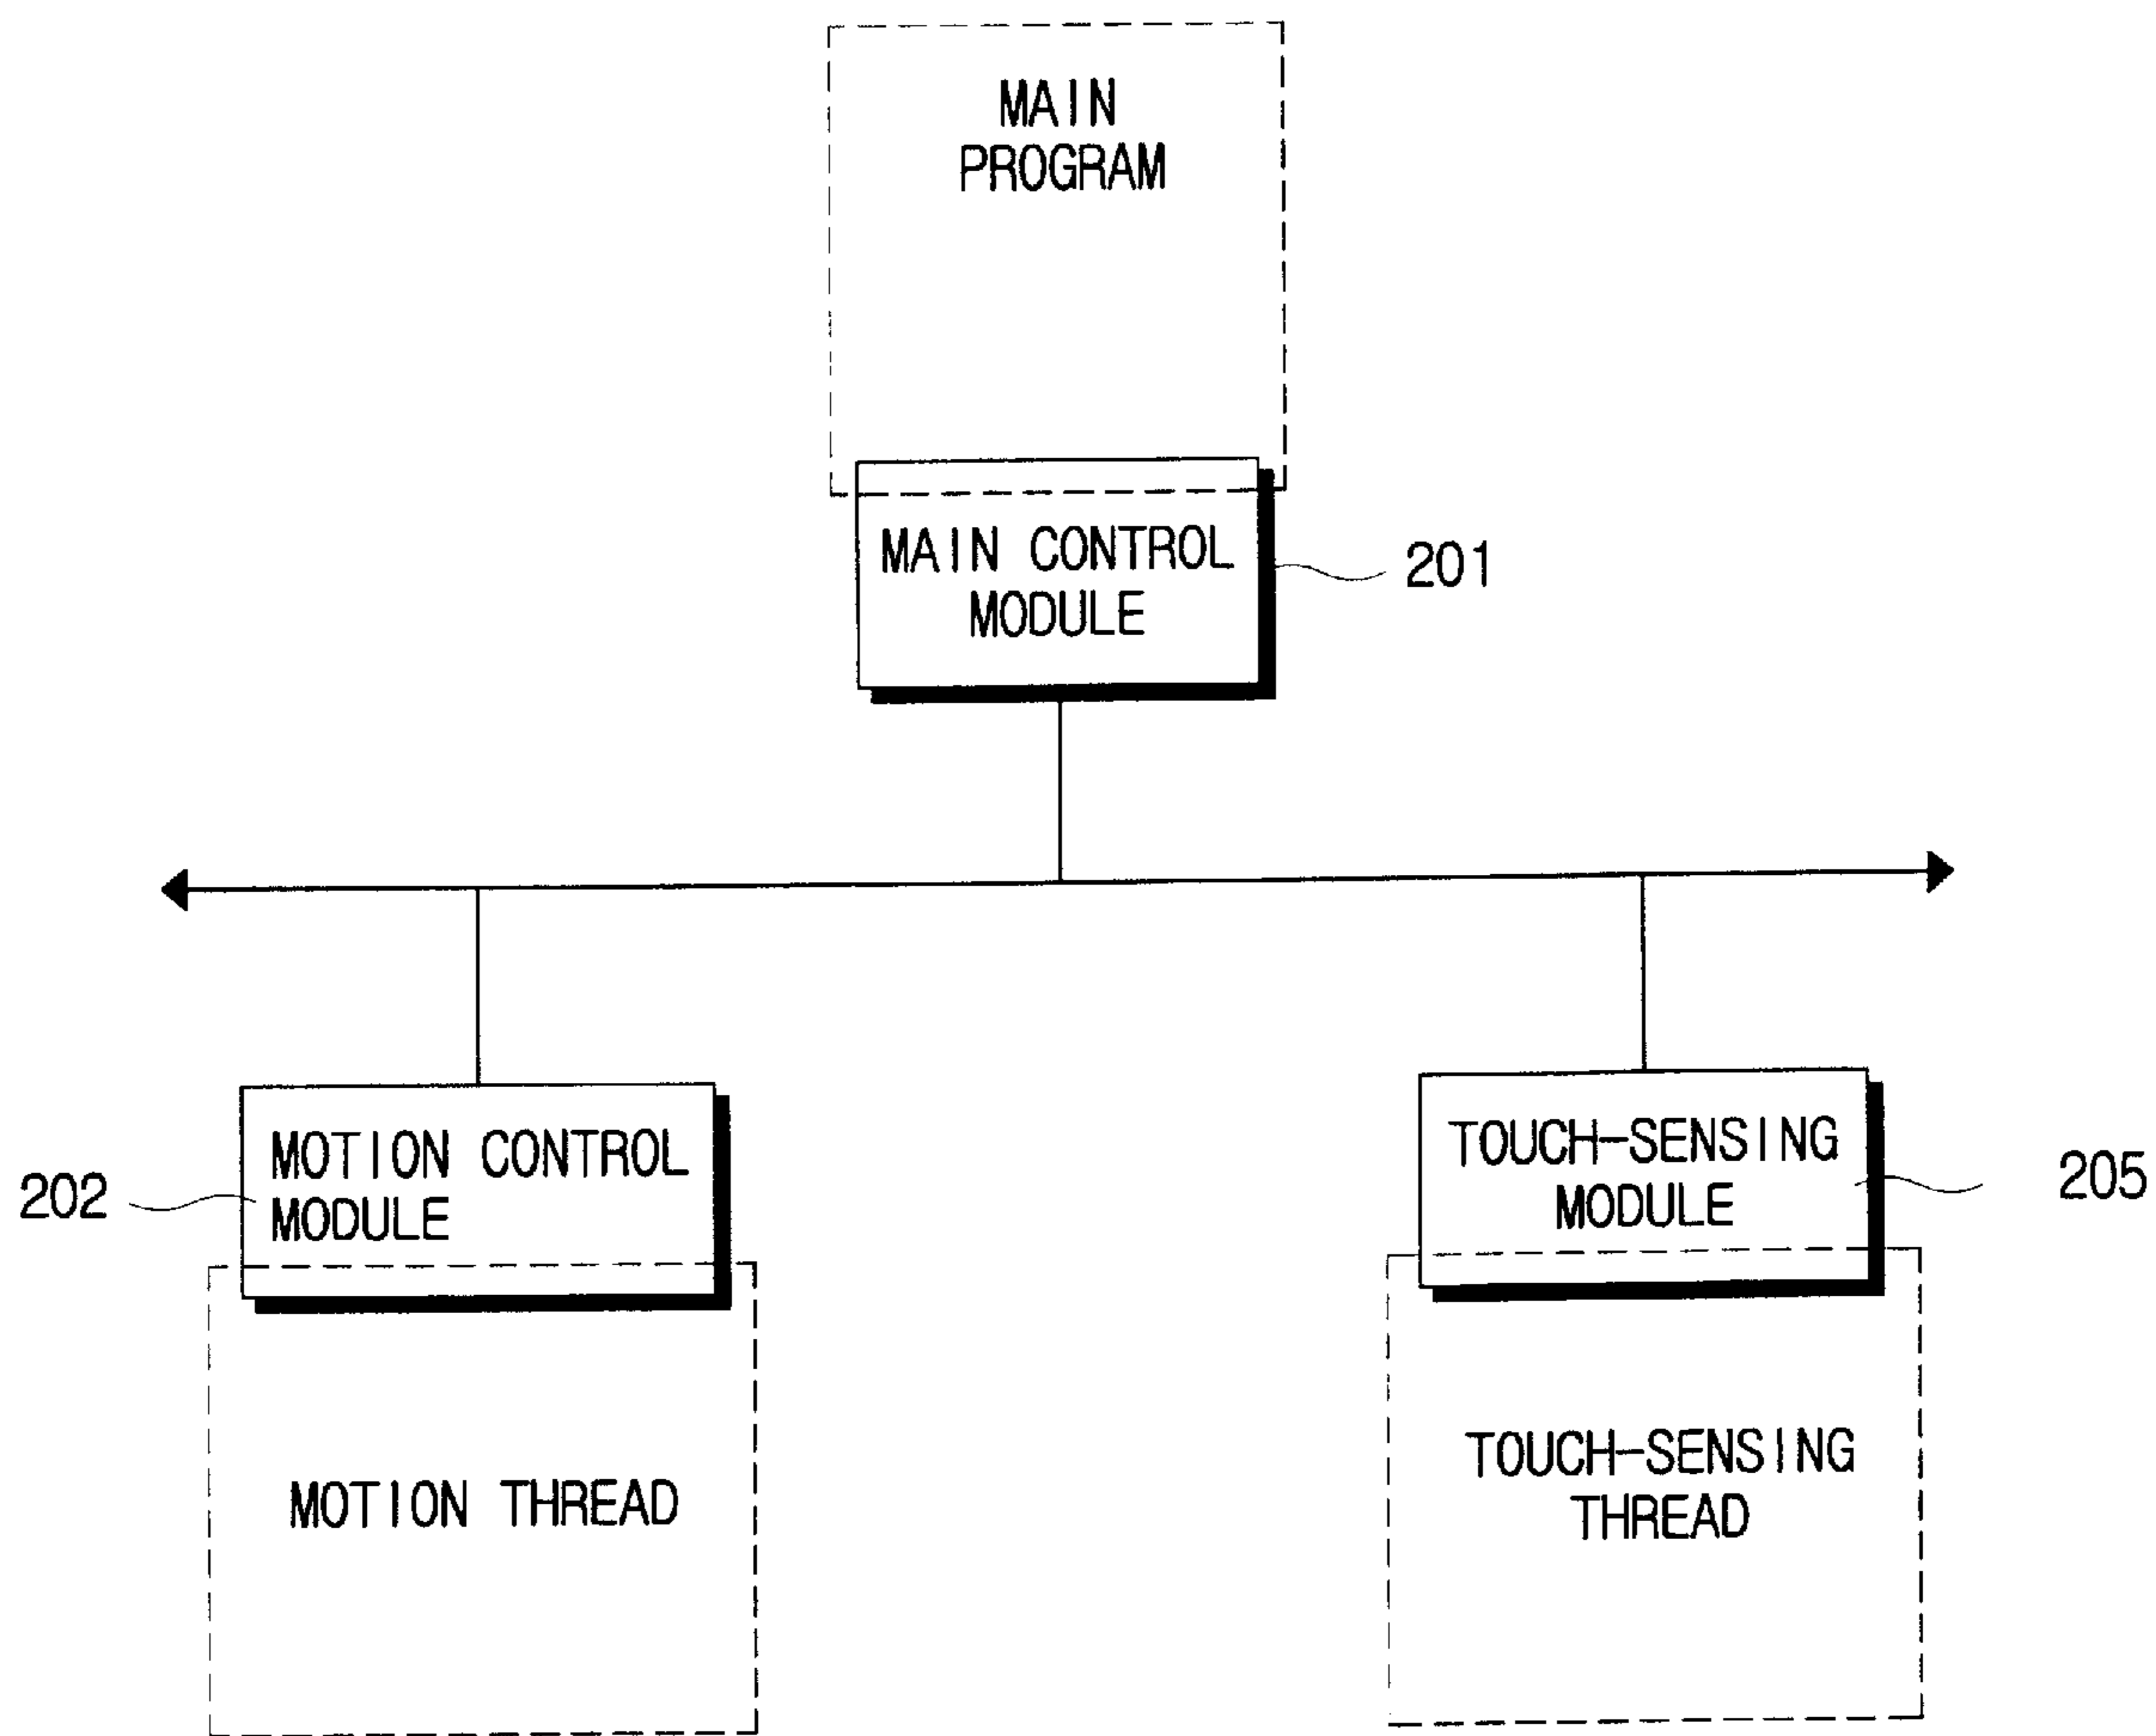 MAIN
PROGRAM
MAIN CONTROL
MODULE
201
MOTION CONTROL
MODULE
202
TOUCH-SENSING
MODULE
205
MOTION THREAD
TOUCH-SENSING
THREAD